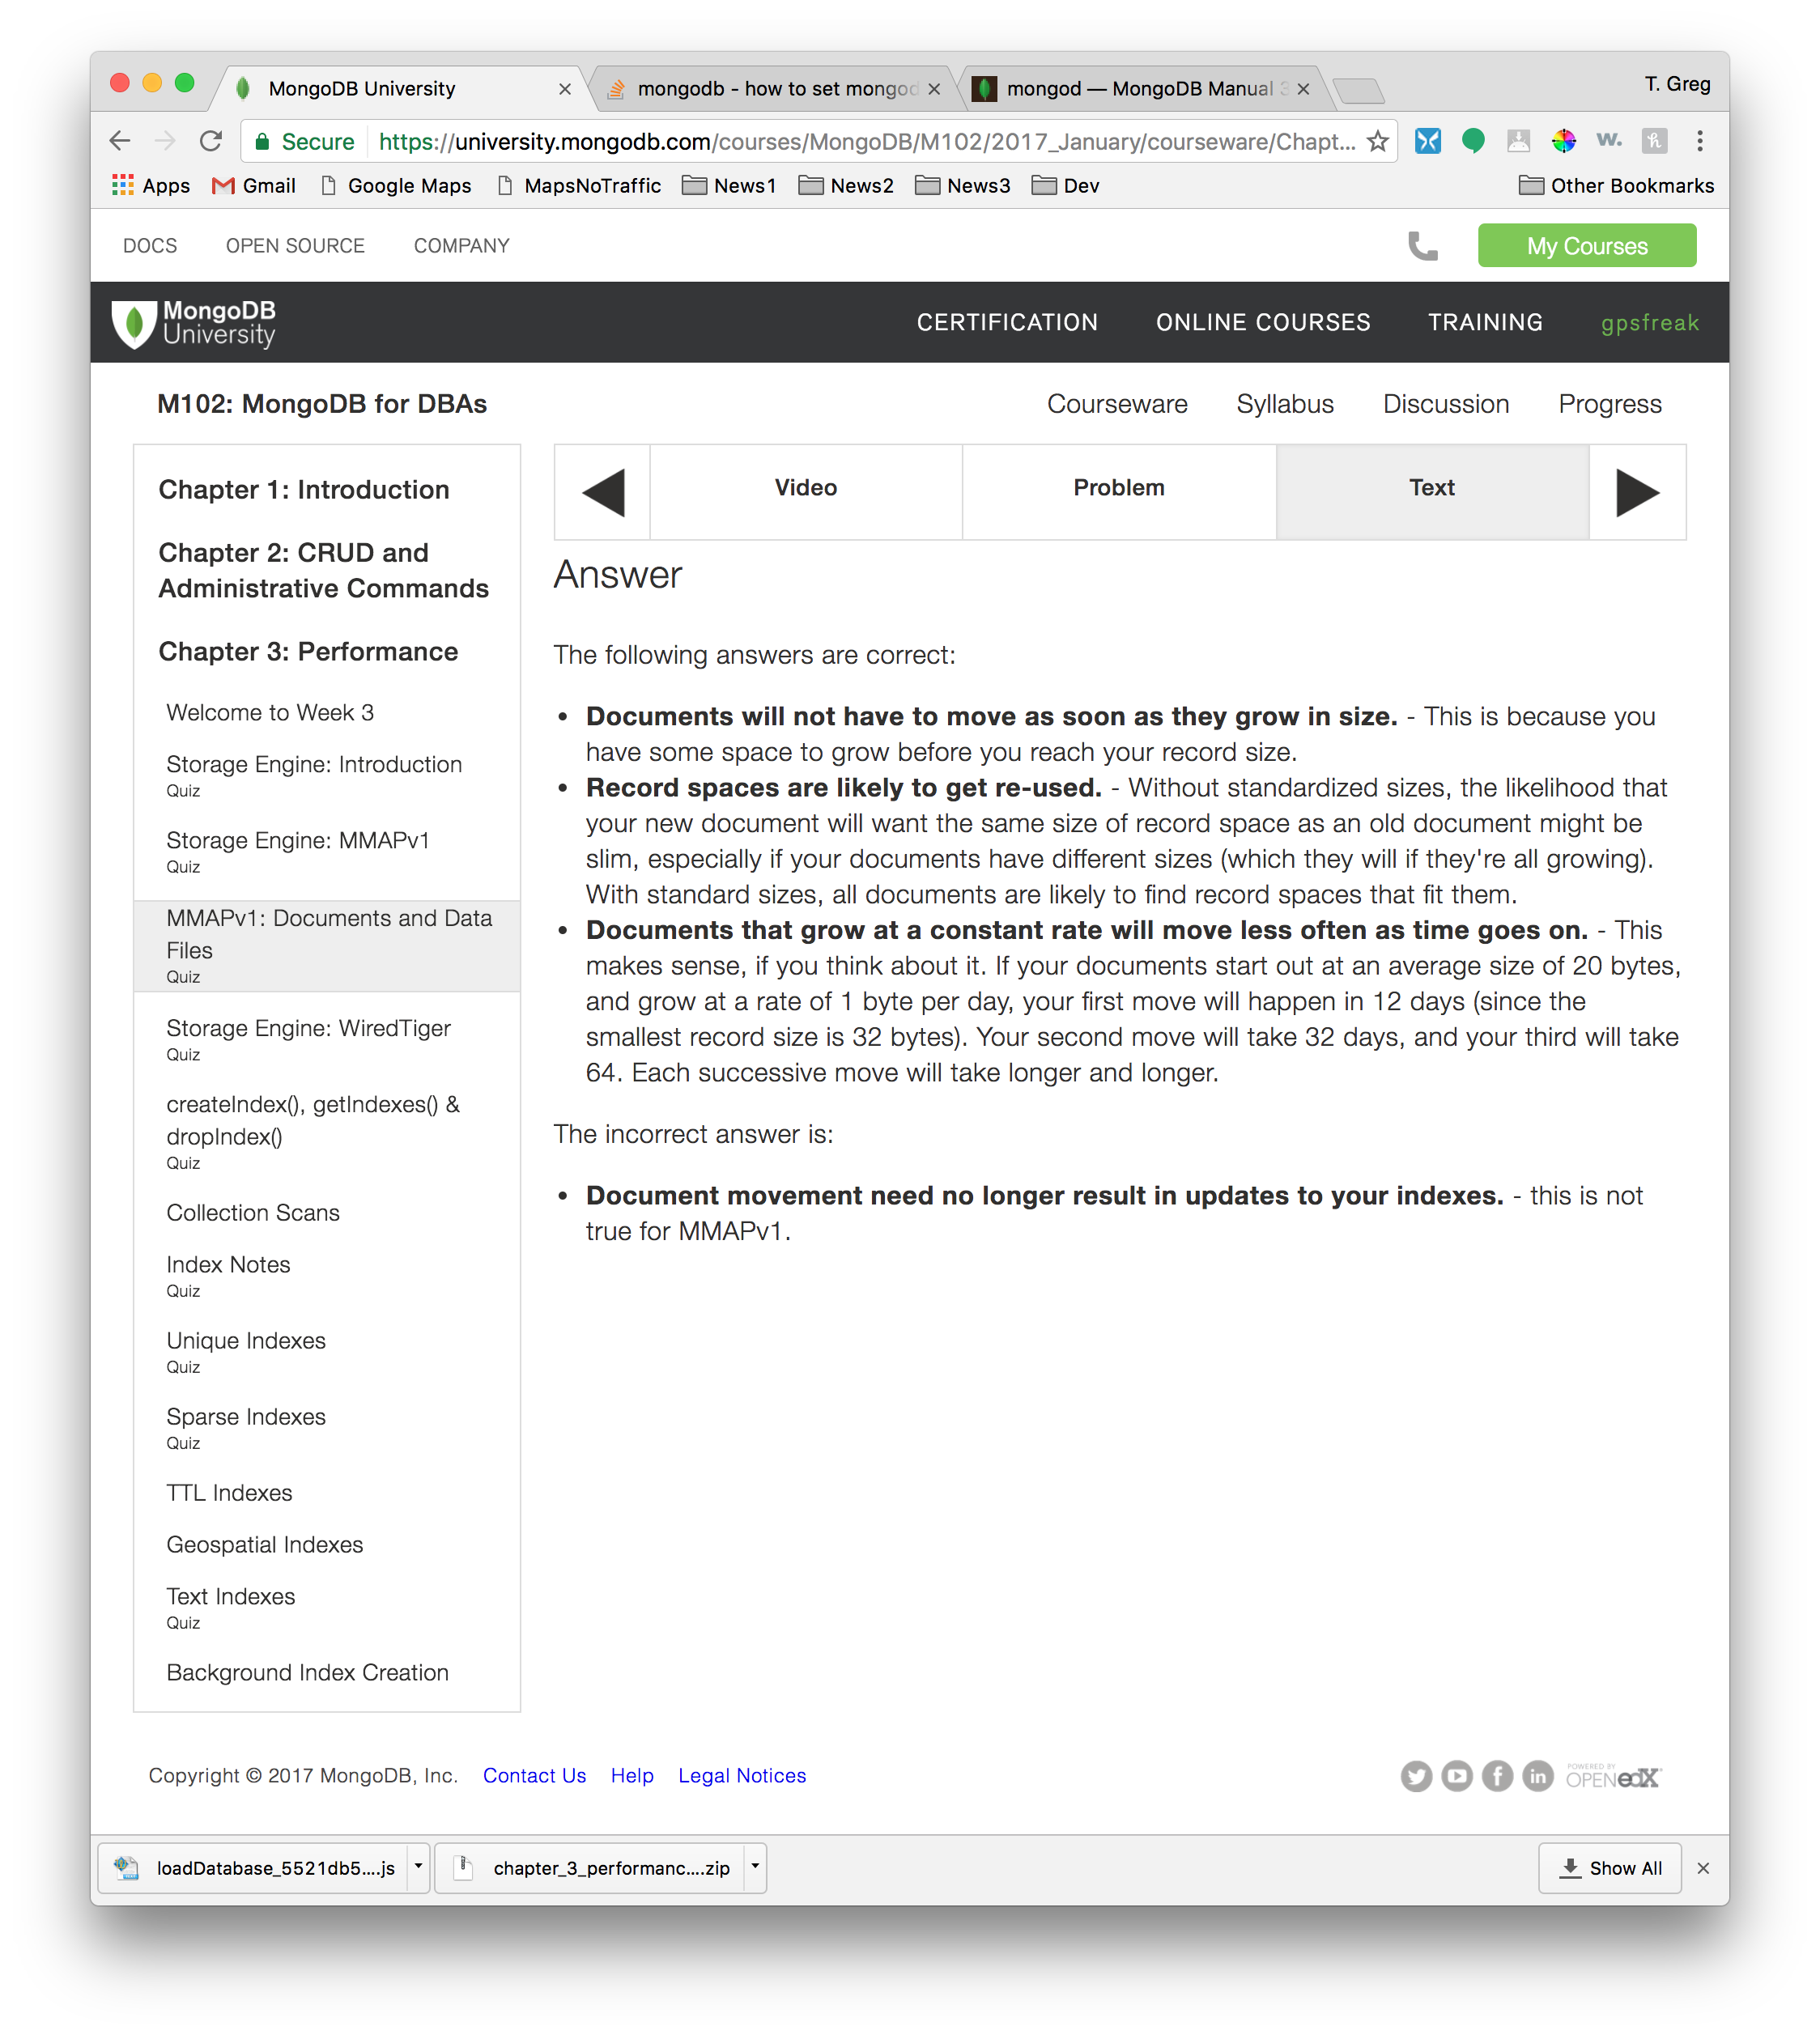 MongoDB University
mongodb - how to set mongod
mongod — MongoDB Manual 3
T. Greg
Secure https://university.mongodb.com/courses/MongoDB/M102/2017_January/courseware/Chapt...
w.
Apps Gmail Google Maps MapsNoTraffic News1 News2 News3 Dev Other Bookmarks
DOCS OPEN SOURCE COMPANY My Courses
MongoDB
University
CERTIFICATION ONLINE COURSES TRAINING gpsfreak
M102: MongoDB for DBAs
Courseware Syllabus Discussion Progress
Chapter 1: Introduction
Chapter 2: CRUD and
Administrative Commands
Chapter 3: Performance
Welcome to Week 3
Storage Engine: Introduction
Quiz
Storage Engine: MMAPv1
Quiz
MMAPv1: Documents and Data
Files
Quiz
Storage Engine: WiredTiger
Quiz
createIndex(), getIndexes() &
dropIndex()
Quiz
Collection Scans
Index Notes
Quiz
Unique Indexes
Quiz
Sparse Indexes
Quiz
TTL Indexes
Geospatial Indexes
Text Indexes
Quiz
Background Index Creation
Video Problem Text
Answer
The following answers are correct:
• Documents will not have to move as soon as they grow in size. - This is because you
have some space to grow before you reach your record size.
• Record spaces are likely to get re-used. - Without standardized sizes, the likelihood that
your new document will want the same size of record space as an old document might be
slim, especially if your documents have different sizes (which they will if they're all growing).
With standard sizes, all documents are likely to find record spaces that fit them.
• Documents that grow at a constant rate will move less often as time goes on. - This
makes sense, if you think about it. If your documents start out at an average size of 20 bytes,
and grow at a rate of 1 byte per day, your first move will happen in 12 days (since the
smallest record size is 32 bytes). Your second move will take 32 days, and your third will take
64. Each successive move will take longer and longer.
The incorrect answer is:
• Document movement need no longer result in updates to your indexes. - this is not
true for MMAPv1.
Copyright © 2017 MongoDB, Inc. Contact Us Help Legal Notices
POWERED BY
OPEN edX
loadDatabase_5521db5....js
chapter_3_performanc....zip
Show All